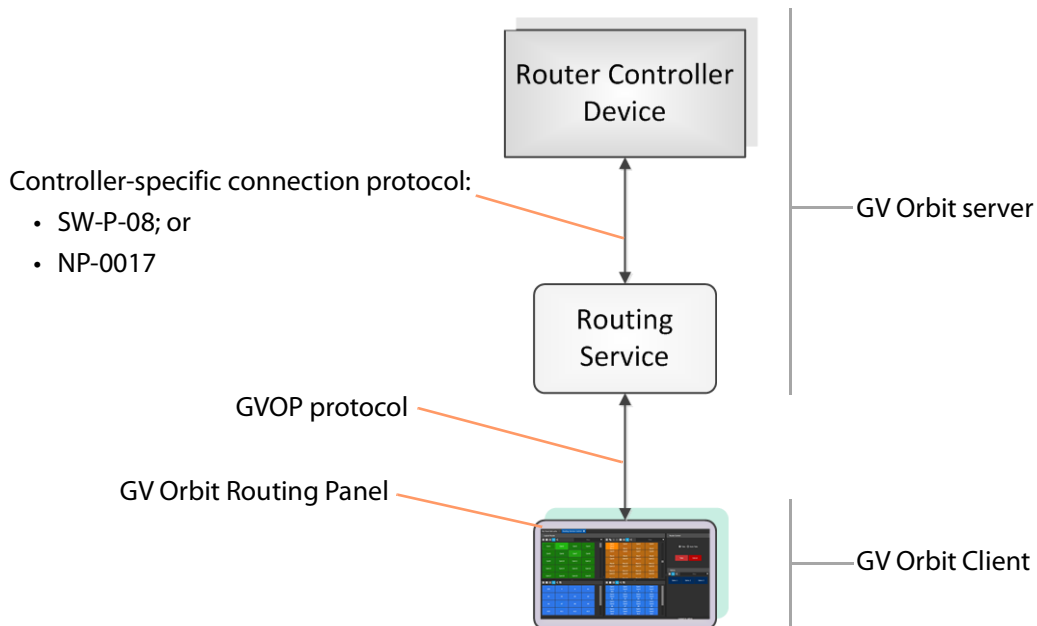 Router Controller
Device
Controller-specific connection protocol:
• SW-P-08; or
• NP-0017
GV Orbit server
Routing
Service
GVOP protocol
GV Orbit Routing Panel
GV Orbit Client